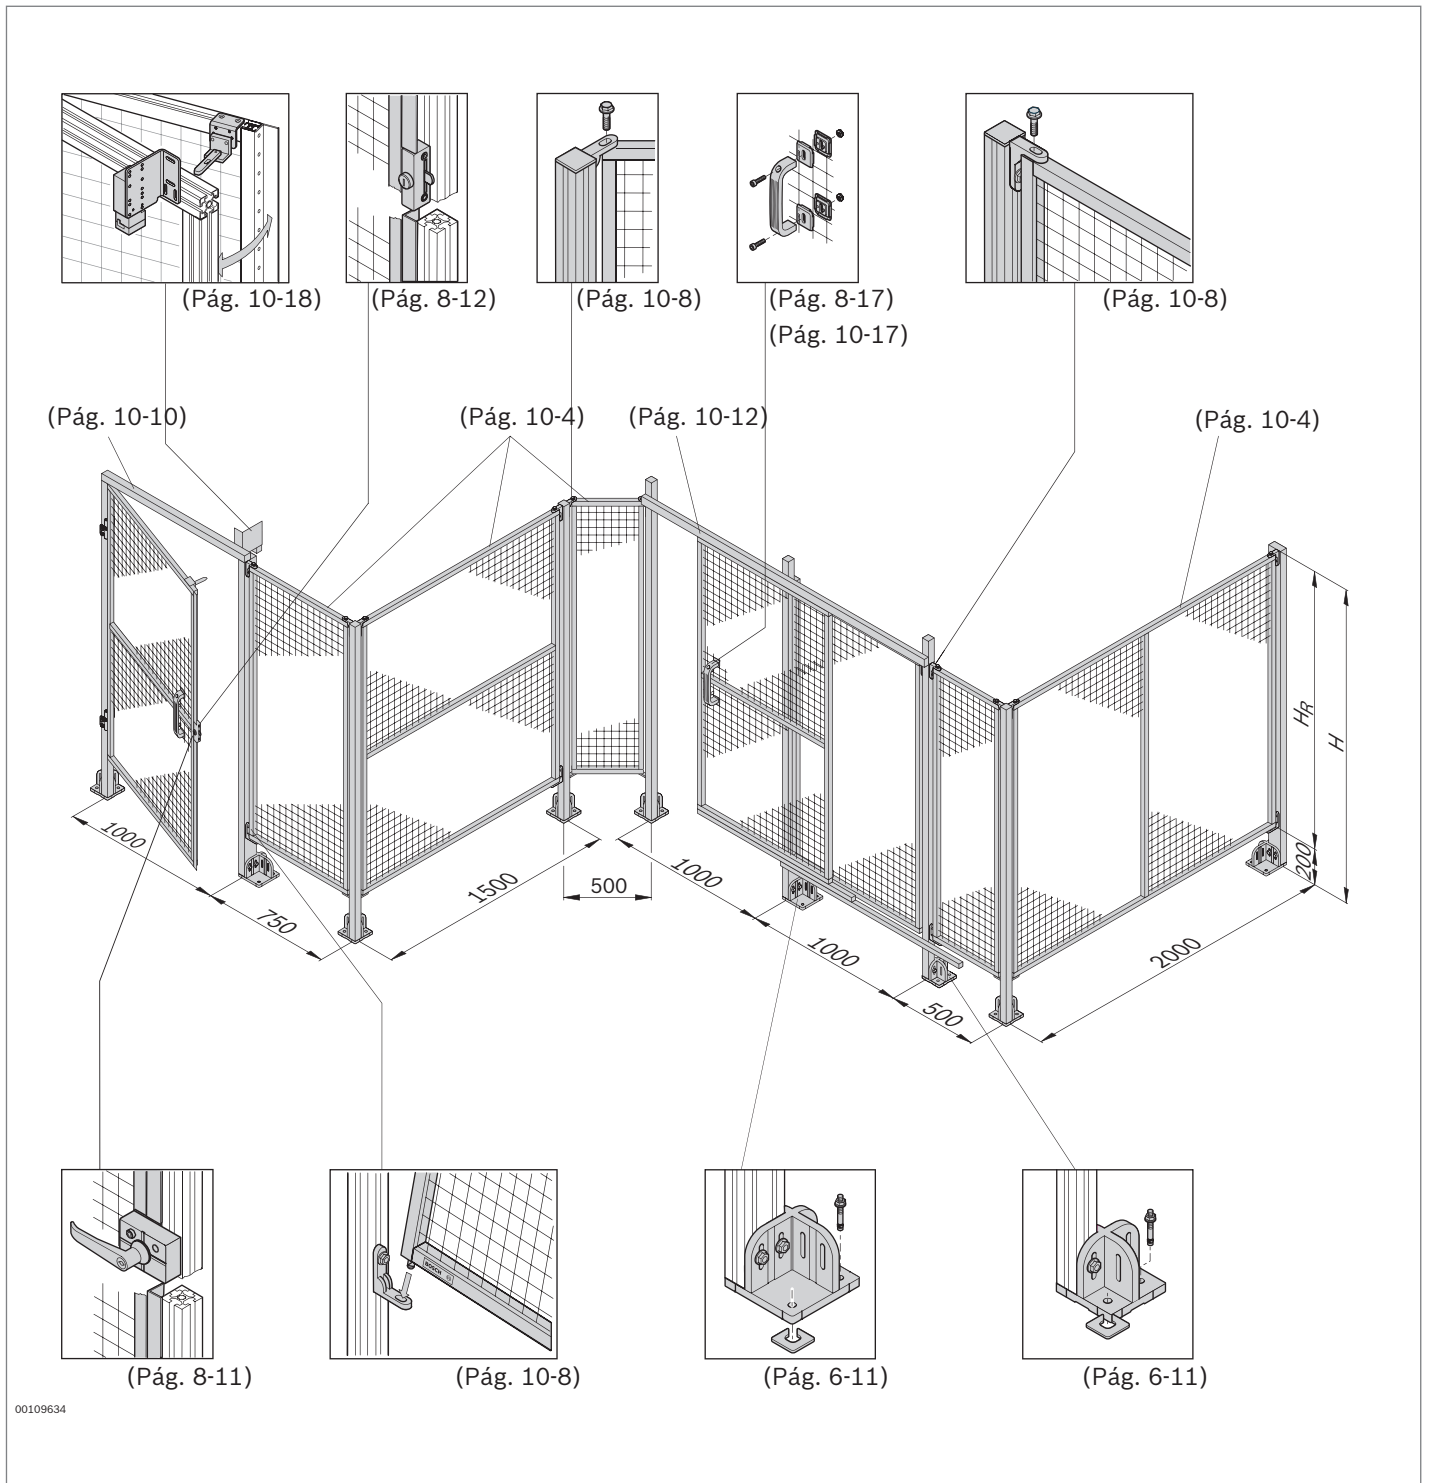 (Pág. 10-18)
(Pág. 8-12)
(Pág. 10-8)
(Pág. 8-17)
(Pág. 10-17)
(Pág. 10-8)
(Pág. 10-10)
(Pág. 10-4)
(Pág. 10-12)
(Pág. 10-4)
HR
H
1000
750
1500
500
1000
1000
500
2000
200
BOSCH
(Pág. 8-11)
(Pág. 10-8)
(Pág. 6-11)
(Pág. 6-11)
00109634